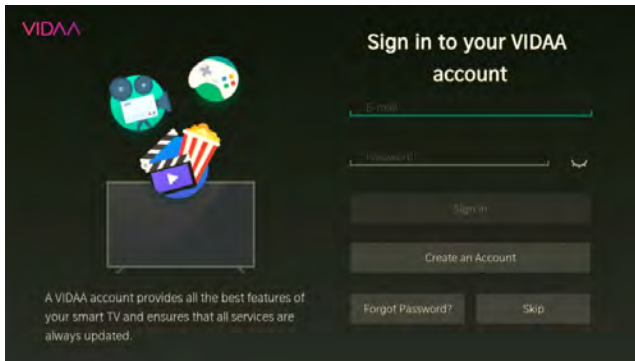 VIDAA
Sign in to your VIDAA
account
E-mail
Password
Sign in
Create an Account
Forgot Password?
Skip
A VIDAA account provides all the best features of
your smart TV and ensures that all services are
always updated.